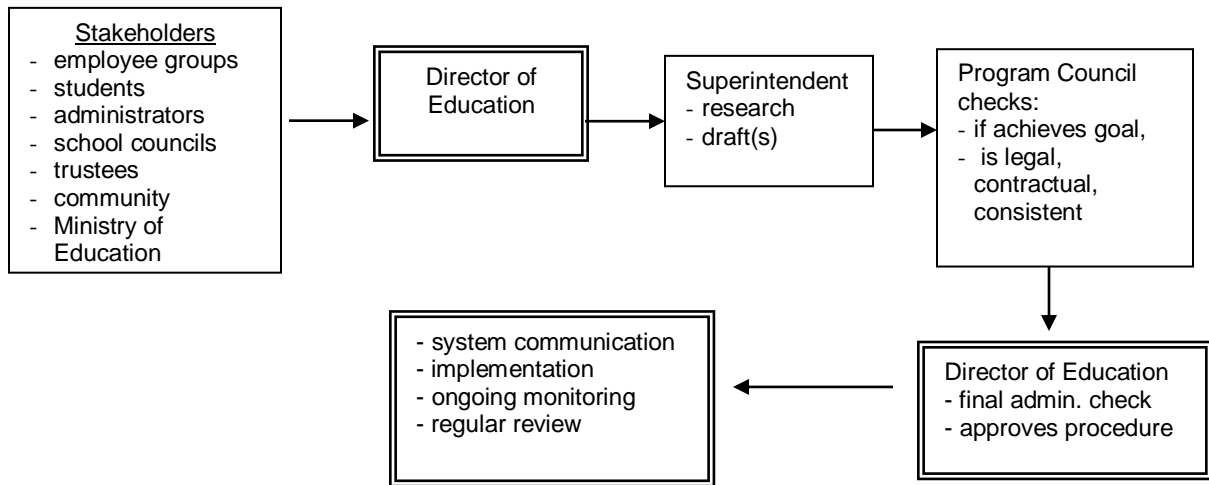 Stakeholders
- employee groups
- students
- administrators
- school councils
- trustees
- community
- Ministry of
Education
Director of
Education
Superintendent
- research
- draft(s)
Program Council
checks:
- if achieves goal,
- is legal,
contractual,
consistent
Director of Education
- final admin. check
- approves procedure
- system communication
- implementation
- ongoing monitoring
- regular review